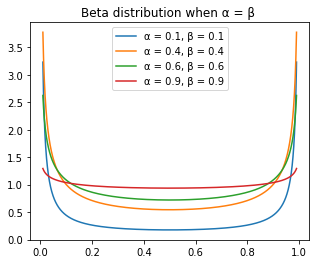 Beta distribution when α = β
α = 0.1, β = 0.1
α = 0.4, β = 0.4
α = 0.6, β = 0.6
α = 0.9, β = 0.9
3.5
3.0
2.5
2.0
1.5
1.0
0.5
0.0
0.0 0.2 0.4 0.6 0.8 1.0